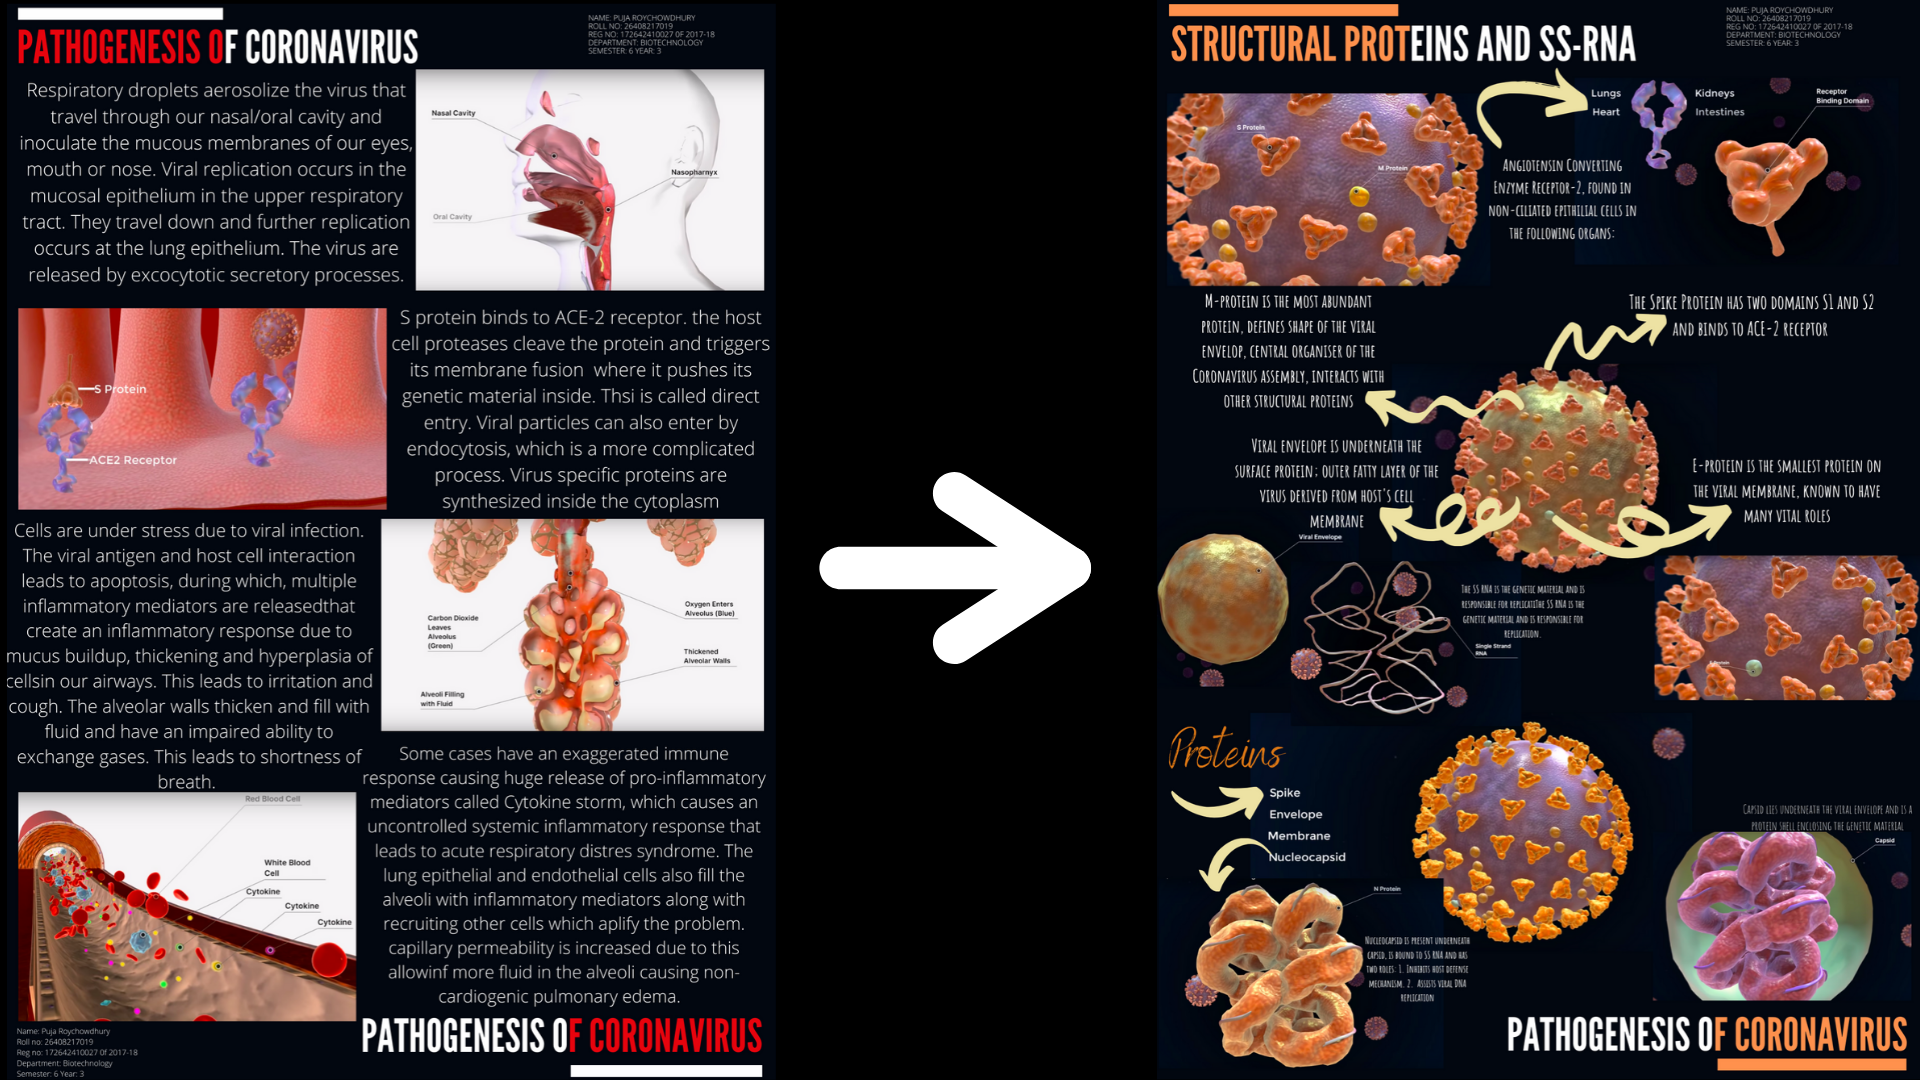 PATHOGENESIS OF CORONAVIRUS
NAME: PUJA ROYCHOWDHURY
ROLL NO: 26408217019
REG NO: 172642410027 0F 2017-18
DEPARTMENT: BIOTECHNOLOGY
SEMESTER: 6 YEAR: 3
Respiratory droplets aerosolize the virus that
travel through our nasal/oral cavity and
inoculate the mucous membranes of our eyes,
mouth or nose. Viral replication occurs in the
mucosal epithelium in the upper respiratory
tract. They travel down and further replication
occurs at the lung epithelium. The virus are
released by excocytotic secretory processes.
Nasal Cavity
Nasopharnyx
Oral Cavity
S Protein
ACE2 Receptor
S protein binds to ACE-2 receptor. the host
cell proteases cleave the protein and triggers
its membrane fusion where it pushes its
genetic material inside. Thsi is called direct
entry. Viral particles can also enter by
endocytosis, which is a more complicated
process. Virus specific proteins are
synthesized inside the cytoplasm
Cells are under stress due to viral infection.
The viral antigen and host cell interaction
leads to apoptosis, during which, multiple
inflammatory mediators are releasedthat
create an inflammatory response due to
mucus buildup, thickening and hyperplasia of
cellsin our airways. This leads to irritation and
cough. The alveolar walls thicken and fill with
fluid and have an impaired ability to
exchange gases. This leads to shortness of
breath.
Carbon Dioxide
Leaves
Alveolus
(Green)
Oxygen Enters
Alveolus (Blue)
Thickened
Alveolar Walls
Alveoli Filling
with Fluid
Red Blood Cell
White Blood
Cell
Cytokine
Cytokine
Cytokine
Some cases have an exaggerated immune
response causing huge release of pro-inflammatory
mediators called Cytokine storm, which causes an
uncontrolled systemic inflammatory response that
leads to acute respiratory distres syndrome. The
lung epithelial and endothelial cells also fill the
alveoli with inflammatory mediators along with
recruiting other cells which aplify the problem.
capillary permeability is increased due to this
allowinf more fluid in the alveoli causing non-
cardiogenic pulmonary edema.
Name: Puja Roychowdhury
Roll no: 26408217019
Reg no: 172642410027 0f 2017-18
Department: Biotechnology
Semester: 6 Year: 3
PATHOGENESIS OF CORONAVIRUS
STRUCTURAL PROTEINS AND SS-RNA
NAME: PUJA ROYCHOWDHURY
ROLL NO: 26408217019
REG NO: 172642410027 0F 2017-18
DEPARTMENT: BIOTECHNOLOGY
SEMESTER: 6 YEAR: 3
S Protein
M Protein
Lungs
Heart
Kidneys
Intestines
Receptor
Binding Domain
Angiotensin Converting
Enzyme Receptor-2, found in
non-ciliated epithilial cells in
the following organs:
M-protein is the most abundant
protein, defines shape of the viral
envelop, central organiser of the
Coronavirus assembly, interacts with
other structural proteins
The Spike Protein has two domains S1 and S2
and binds to ACE-2 receptor
Viral envelope is underneath the
surface protein; outer fatty layer of the
virus derived from host's cell
membrane
E-protein is the smallest protein on
the viral membrane, known to have
many vital roles
Viral Envelope
The SS RNA is the genetic material and is
responsible for replicatiThe SS RNA is the
genetic material and is responsible for
replication.
Single Strand
RNA
Proteins
Spike
Envelope
Membrane
Nucleocapsid
N Protein
Nucleocapsid is present underneath
capsid, is bound to SS RNA and has
two roles: 1. Inhibits host defense
mechanism. 2. Assists viral DNA
replication
Capsid lies underneath the viral envelope and is a
protein shell enclosing the genetic material
Capsid
PATHOGENESIS OF CORONAVIRUS